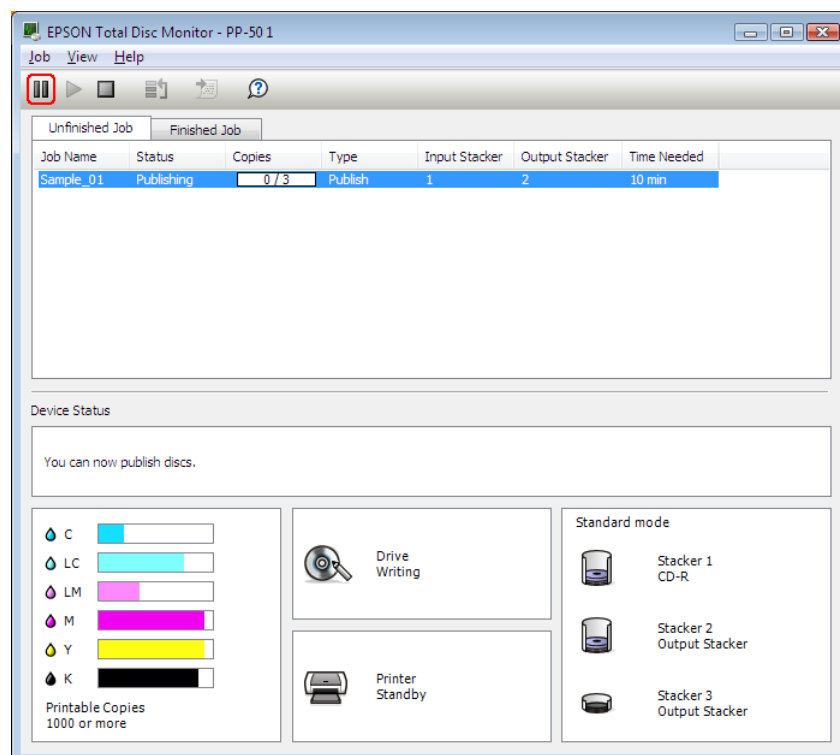 EPSON Total Disc Monitor - PP-50 1
Job View Help
Unfinished Job Finished Job
Job Name Status Copies Type Input Stacker Output Stacker Time Needed
Sample_01 Publishing 0 / 3 Publish 1 2 10 min
Device Status
You can now publish discs.
C
LC
LM
M
Y
K
Printable Copies
1000 or more
Drive
Writing
Printer
Standby
Standard mode
Stacker 1
CD-R
Stacker 2
Output Stacker
Stacker 3
Output Stacker